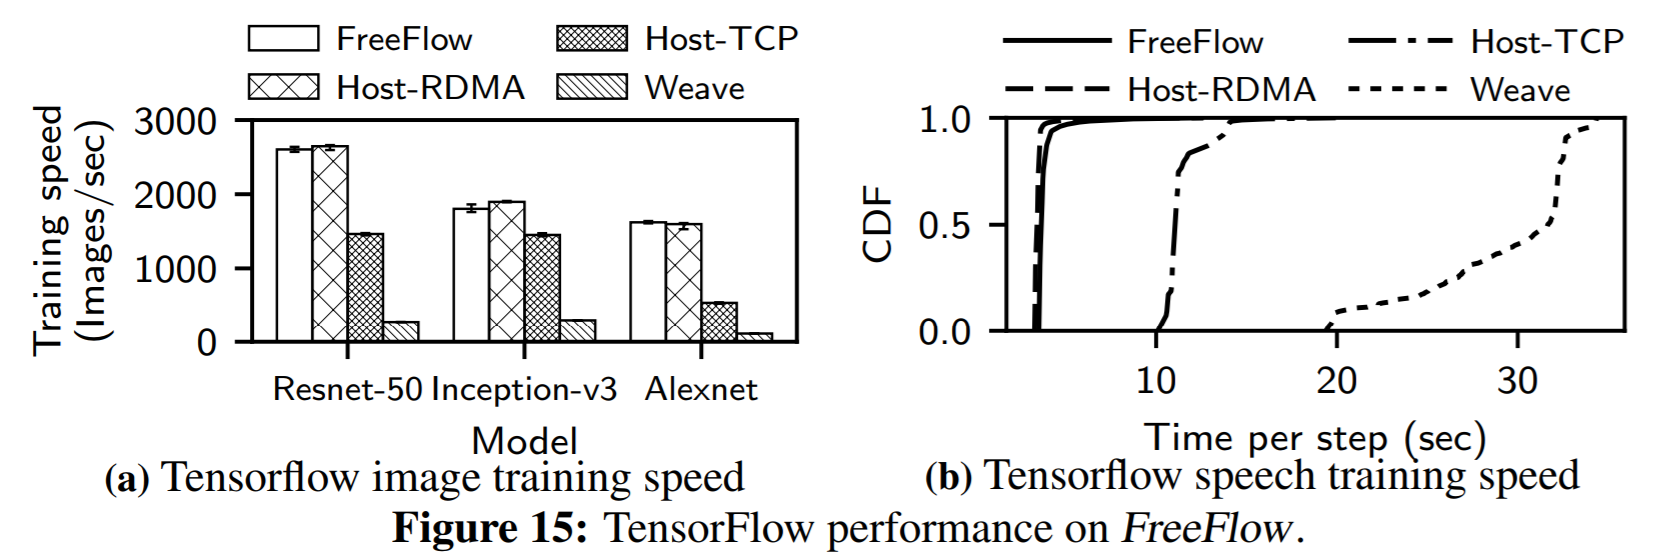 FreeFlow
Host-TCP
Host-RDMA
Weave
Training speed
(Images/sec)
3000
2000
1000
0
Resnet-50 Inception-v3 Alexnet
Model
(a) Tensorflow image training speed
FreeFlow
Host-TCP
Host-RDMA
Weave
CDF
1.0
0.5
0.0
10 20 30
Time per step (sec)
(b) Tensorflow speech training speed
Figure 15: TensorFlow performance on FreeFlow.